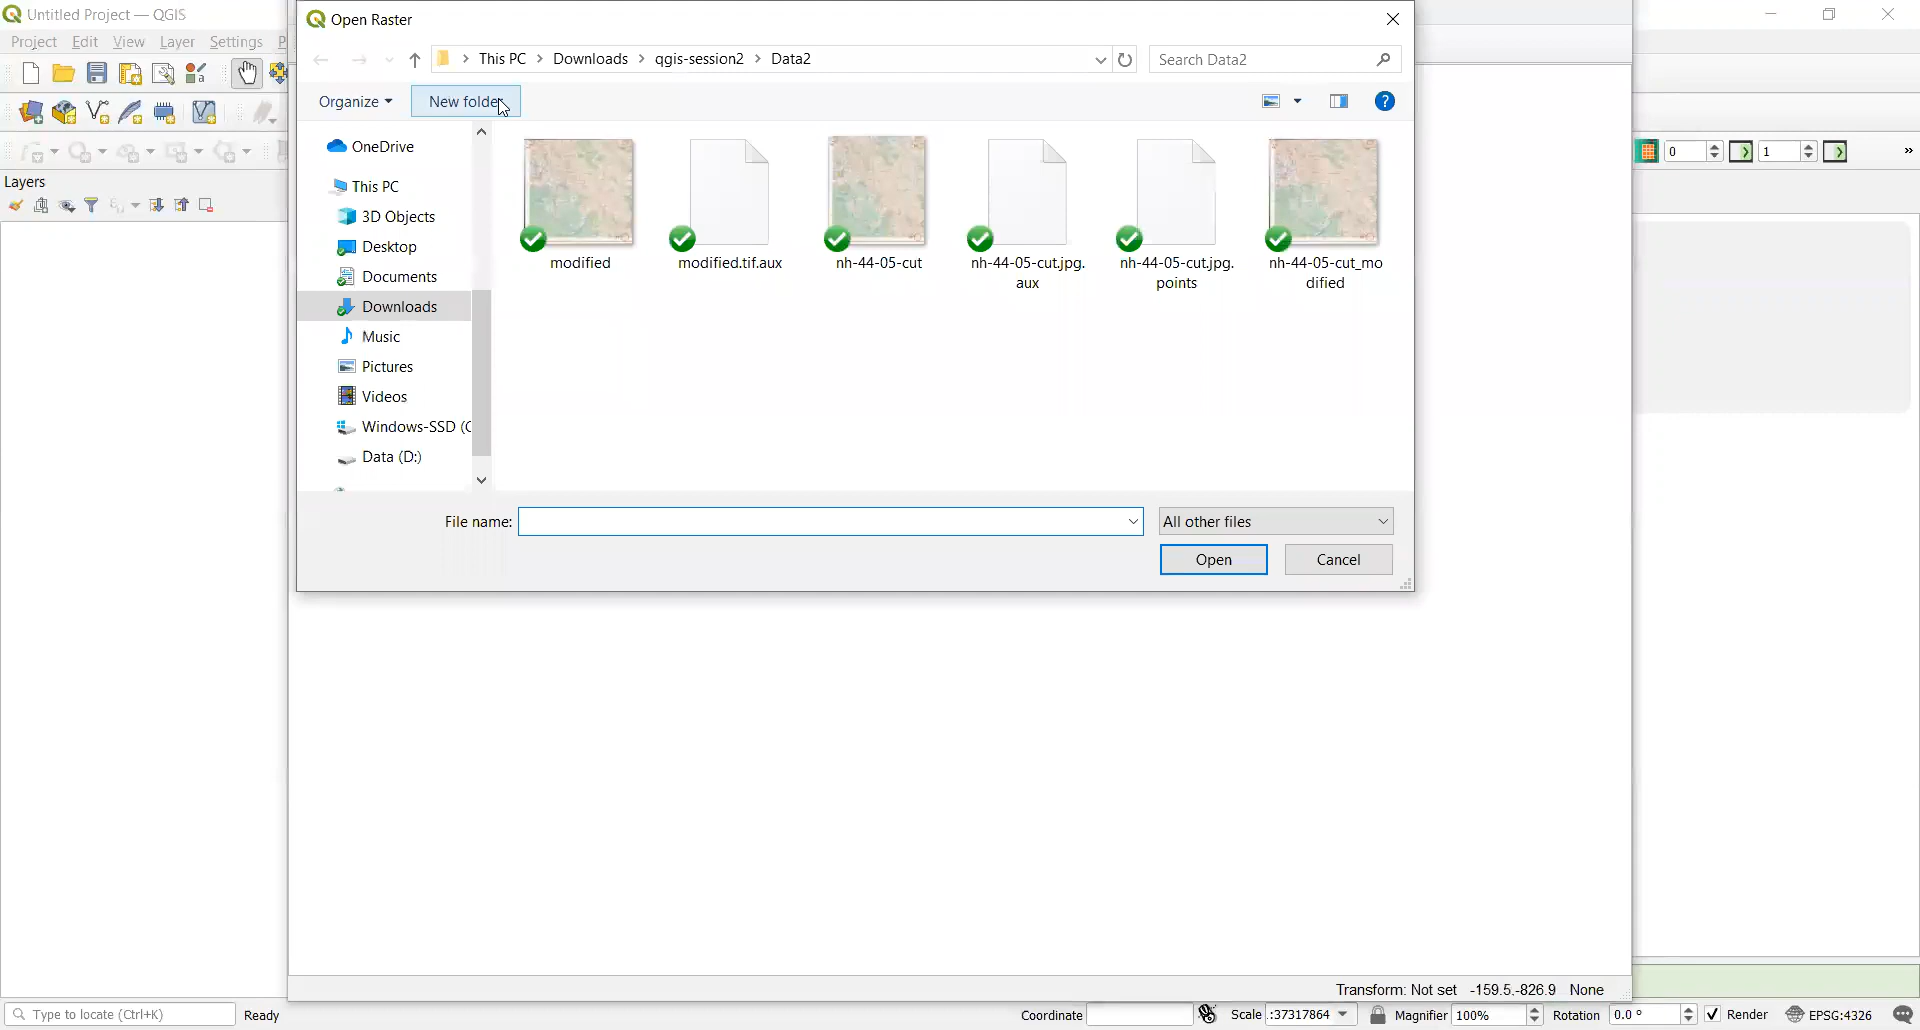 Untitled Project — QGIS
Open Raster
Project Edit View Layer Settings P
This PC > Downloads > qgis-session2 > Data2
Search Data2
Organize
New folder
OneDrive
This PC
3D Objects
Desktop
Documents
Downloads
Music
Pictures
Videos
Windows-SSD (C
Data (D:)
modified
modified.tif.aux
nh-44-05-cut
nh-44-05-cut.jpg.
aux
nh-44-05-cut.jpg.
points
nh-44-05-cut_mo
dified
File name:
All other files
Open
Cancel
Layers
0
1
»
Transform: Not set -159.5,-826.9 None
Type to locate (Ctrl+K)
Ready
Coordinate
Scale :37317864
Magnifier 100%
Rotation 0.0 °
Render
EPSG:4326